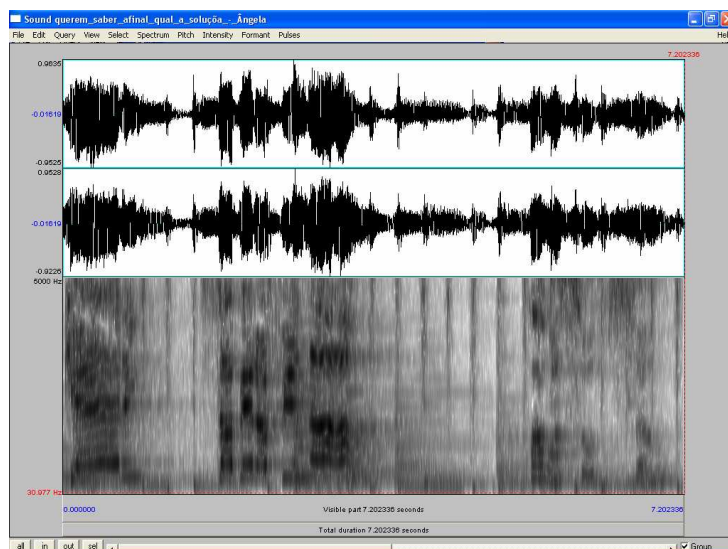 Sound querem_saber_afinal_qual_a_soluçõa_-_Ângela
File Edit Query View Select Spectrum Pitch Intensity Formant Pulses Hel
7.202336
0.9635
-0.01619
-0.9525
0.9528
-0.01619
-0.9226
5000 Hz
30.977 Hz
0.000000 Visible part 7.202336 seconds 7.202336
Total duration 7.202336 seconds
all in out sel Group